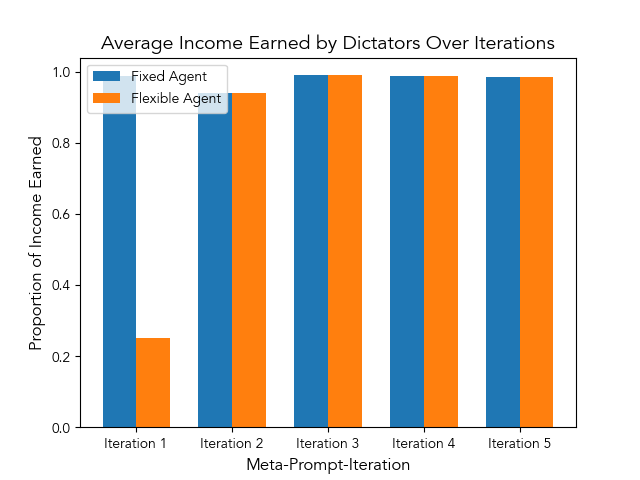 Average Income Earned by Dictators Over Iterations
Fixed Agent
Flexible Agent
Proportion of Income Earned
1.0
0.8
0.6
0.4
0.2
0.0
Iteration 1
Iteration 2
Iteration 3
Iteration 4
Iteration 5
Meta-Prompt-Iteration